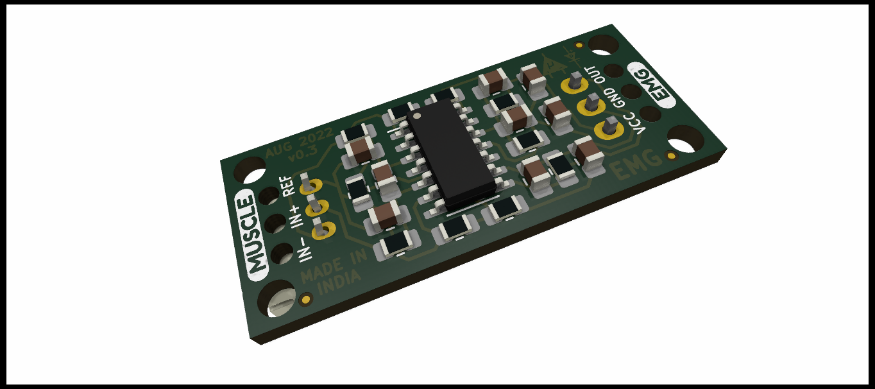 AUG 2022
v0.3
MUSCLE
REF
IN+
IN-
MADE IN
INDIA
OUT
GND
VCC
EMG
EMG